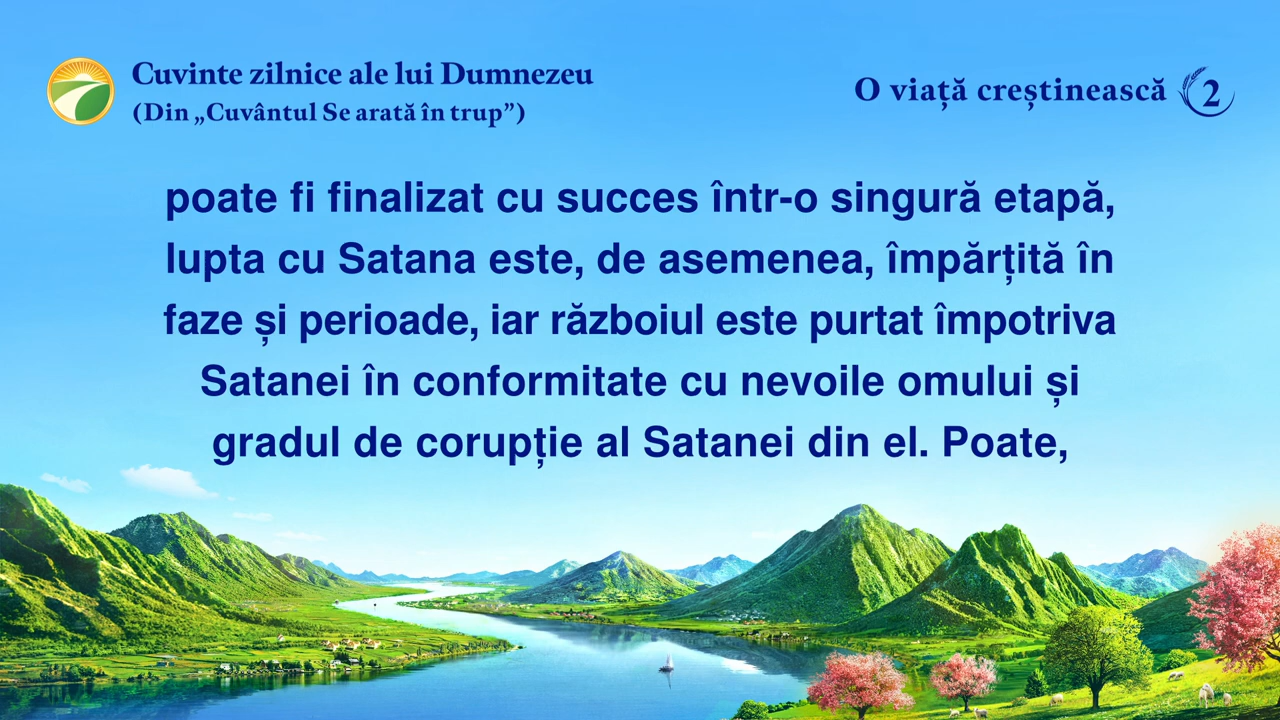 Cuvinte zilnice ale lui Dumnezeu
(Din „Cuvântul Se arată în trup”)
O viață creștinească 2
poate fi finalizat cu succes într-o singură etapă,
lupta cu Satana este, de asemenea, împărțită în
faze și perioade, iar războiul este purtat împotriva
Satanei în conformitate cu nevoile omului și
gradul de corupție al Satanei din el. Poate,